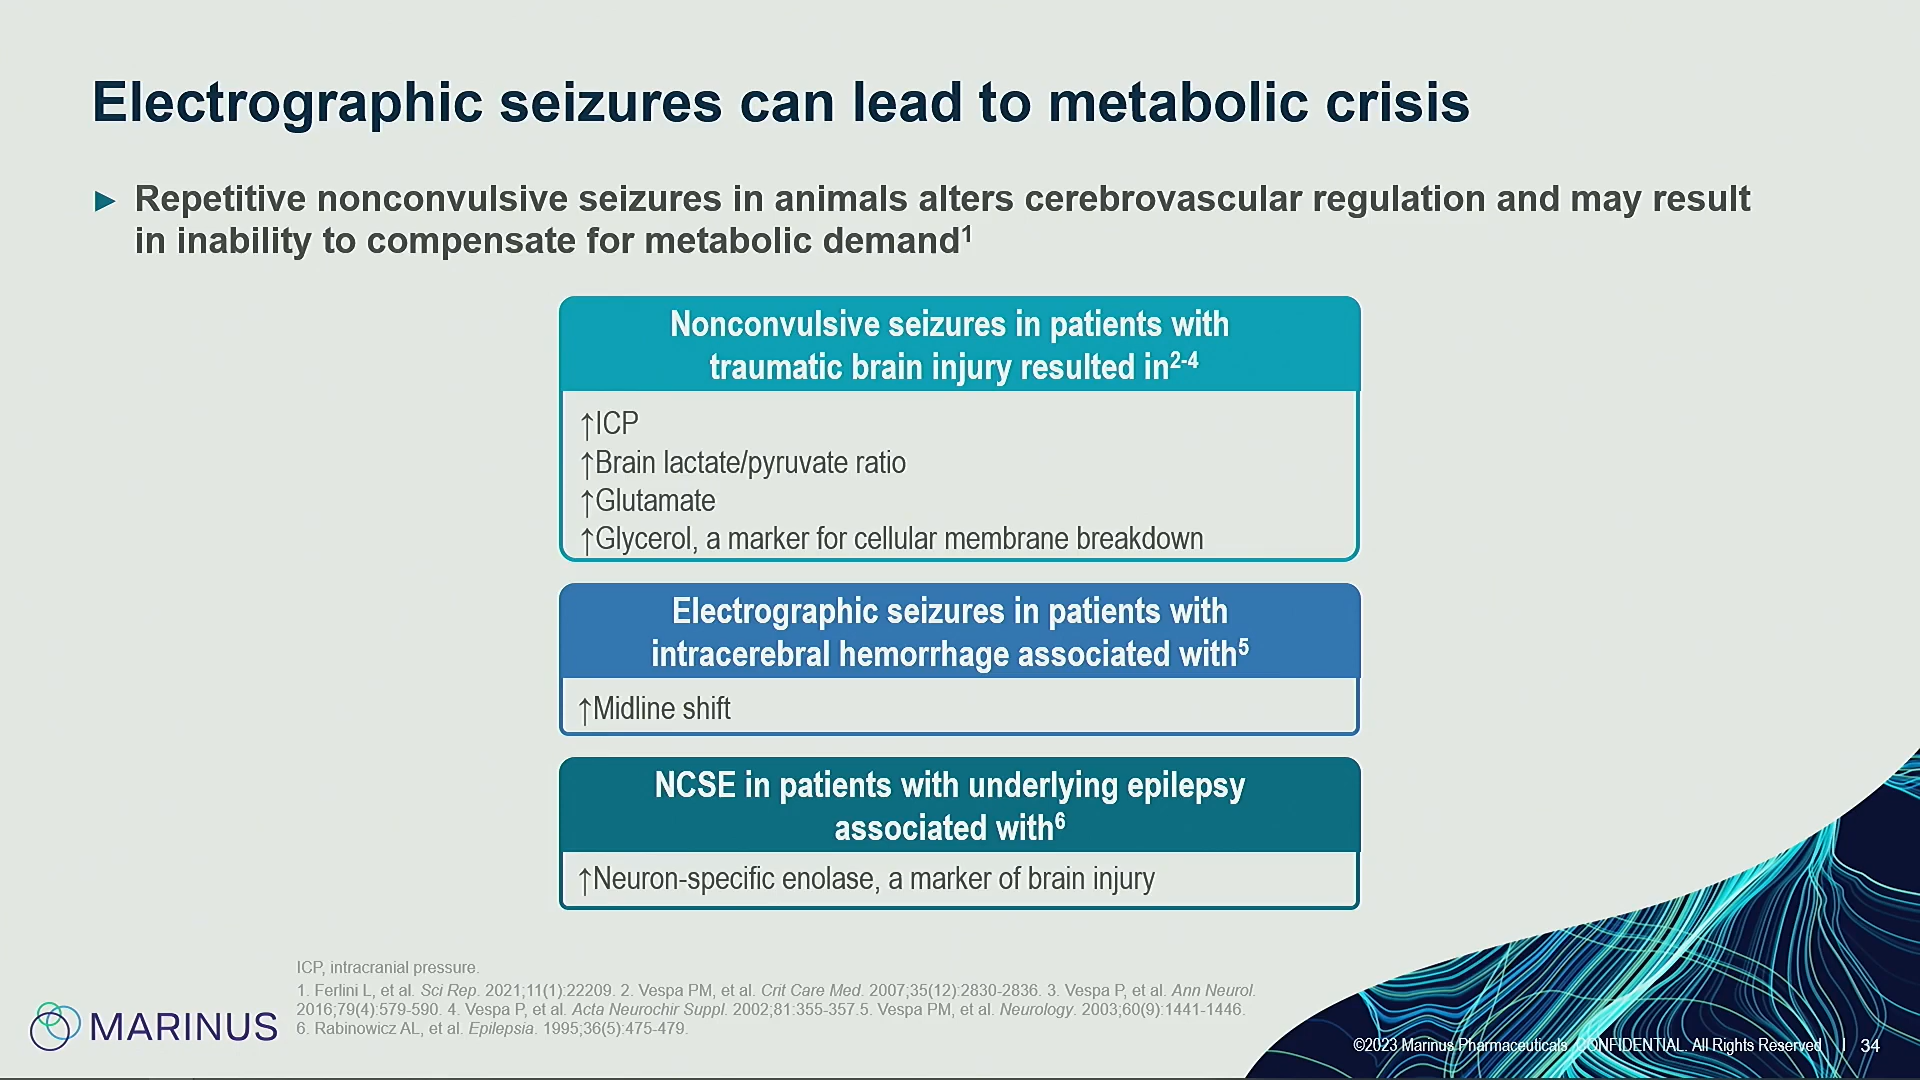 Electrographic seizures can lead to metabolic crisis
► Repetitive nonconvulsive seizures in animals alters cerebrovascular regulation and may result
in inability to compensate for metabolic demand1
Nonconvulsive seizures in patients with
traumatic brain injury resulted in2-4
↑ICP
↑Brain lactate/pyruvate ratio
↑Glutamate
↑Glycerol, a marker for cellular membrane breakdown
Electrographic seizures in patients with
intracerebral hemorrhage associated with5
↑Midline shift
NCSE in patients with underlying epilepsy
associated with6
↑Neuron-specific enolase, a marker of brain injury
ICP, intracranial pressure.
1. Ferlini L, et al. Sci Rep. 2021;11(1):22209. 2. Vespa PM, et al. Crit Care Med. 2007;35(12):2830-2836. 3. Vespa P, et al. Ann Neurol.
2016;79(4):579-590. 4. Vespa P, et al. Acta Neurochir Suppl. 2002;81:355-357.5. Vespa PM, et al. Neurology. 2003;60(9):1441-1446.
6. Rabinowicz AL, et al. Epilepsia. 1995;36(5):475-479.
MARINUS
©2023 Marinus Pharmaceuticals. CONFIDENTIAL. All Rights Reserved | 34